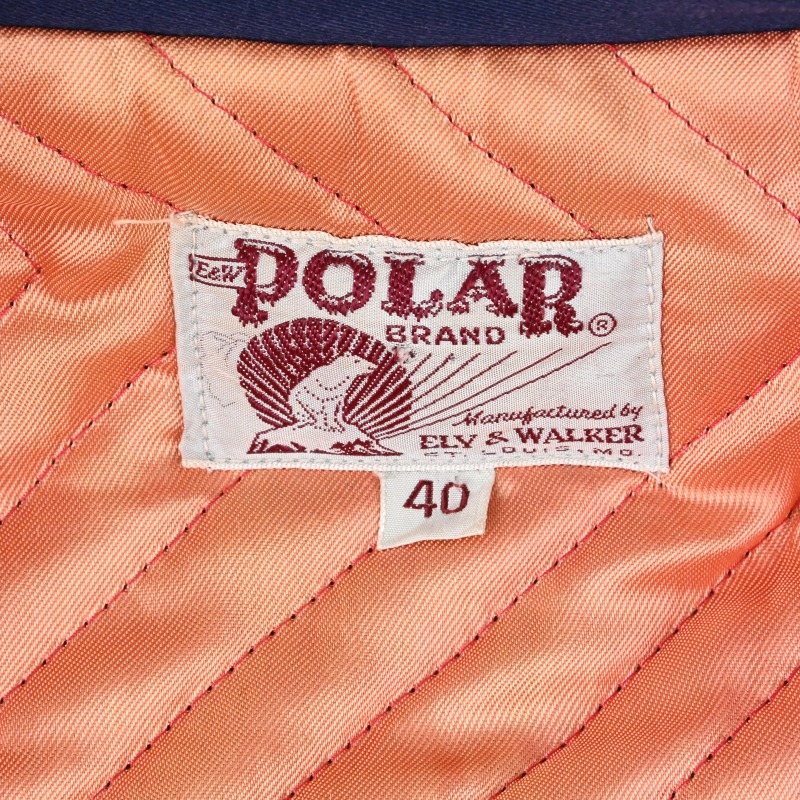 E&W
POLAR
BRAND ®
Manufactured by
ELY & WALKER
ST. LOUIS, MO.
40